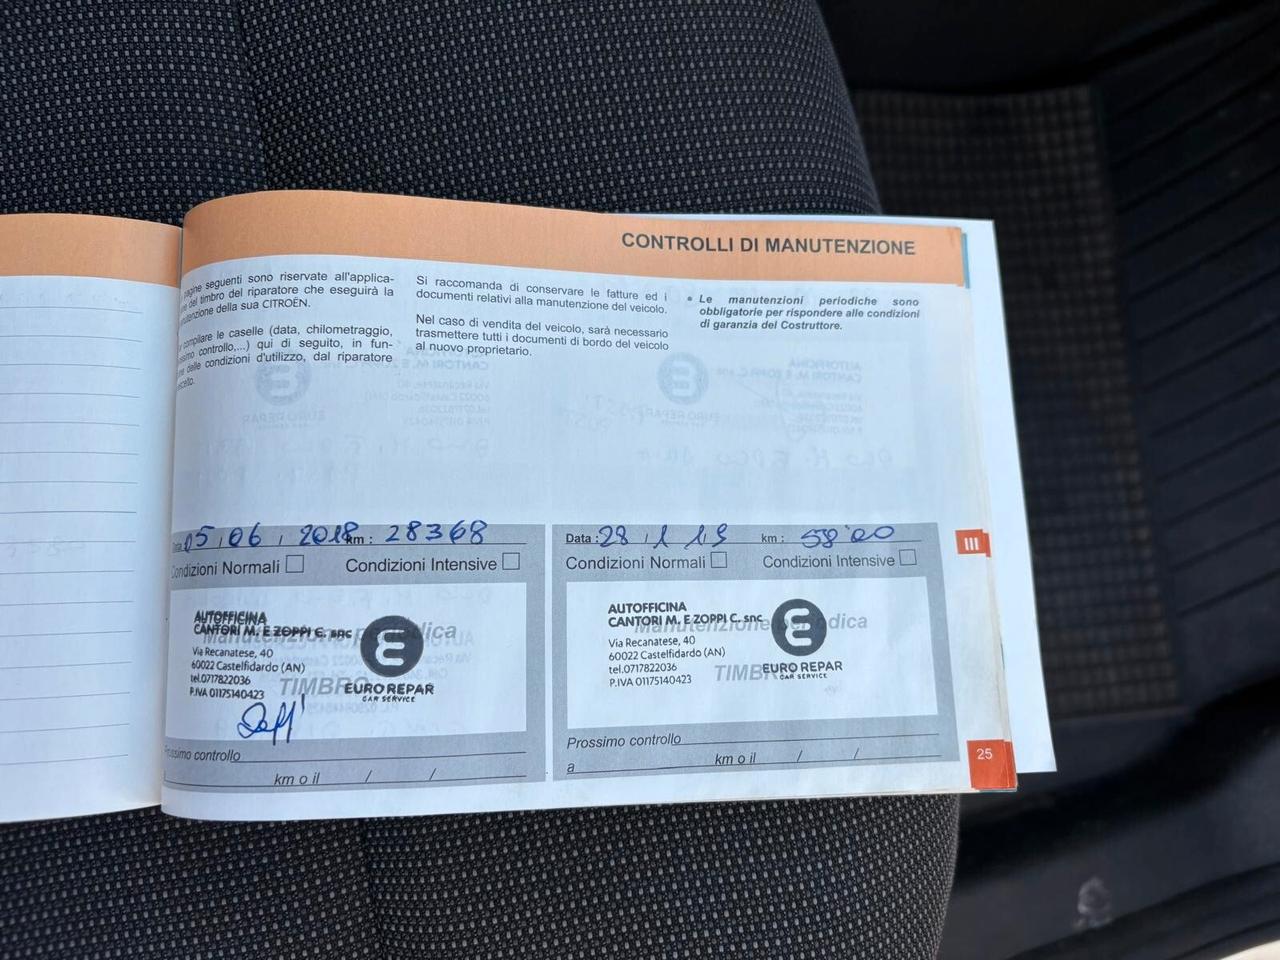 CONTROLLI DI MANUTENZIONE
pagine seguenti sono riservate all'applica-
del timbro del riparatore che eseguirà la
della sua CITROËN.
compilare le caselle (data, chilometraggio,
controllo,...) qui di seguito, in fun-
delle condizioni d'utilizzo, dal riparatore
Si raccomanda di conservare le fatture ed i
documenti relativi alla manutenzione del veicolo.
Nel caso di vendita del veicolo, sarà necessario
trasmettere tutti i documenti di bordo del veicolo
al nuovo proprietario.
• Le manutenzioni periodiche sono
obbligatorie per rispondere alle condizioni
di garanzia del Costruttore.
05, 06, 2018 km : 28368
Condizioni Normali Condizioni Intensive
Manutenzione periodica
AUTOFFICINA
CANTORI M. E ZOPPI C. snc
Via Recanatese, 40
60022 Castelfidardo (AN)
tel.0717822036
P.IVA 01175140423
TIMBRO
EURO REPAR
CAR SERVICE
Prossimo controllo
km o il / /
Data : 28 / 1 19 km :
Condizioni Normali Condizioni Intensive
Manutenzione periodica
AUTOFFICINA
CANTORI M. E ZOPPI C. snc
Via Recanatese, 40
60022 Castelfidardo (AN)
tel.0717822036
P.IVA 01175140423
TIMBR
EURO REPAR
CAR SERVICE
Prossimo controllo
a km o il / /
III
25